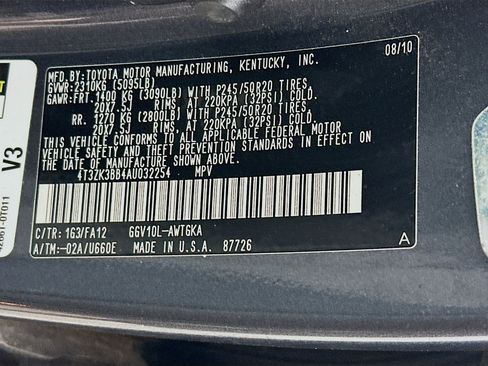 MFD.BY:TOYOTA MOTOR MANUFACTURING, KENTUCKY, INC.
08/10
GVWR:2310KG (5095LB)
GAWR:FRT.1400 KG (3090LB) WITH P245/50R20 TIRES
20X7.5J RIMS, AT 220KPA (32PSI) COLD.
RR. 1270 KG (2800LB) WITH P245/50R20 TIRES
20X7.5J RIMS, AT 220KPA (32PSI) COLD.
THIS VEHICLE CONFORMS TO ALL APPLICABLE FEDERAL MOTOR
VEHICLE SAFETY AND THEFT PREVENTION STANDARDS IN
EFFECT ON THE DATE OF MANUFACTURE SHOWN ABOVE.
4T3ZK3BB4AU032254 MPV
C/TR: 1G3/FA12 GGV10L-AWTGKA
A/TM:-02A/U660E MADE IN U.S.A. 87726
A
V3
42661-0T011